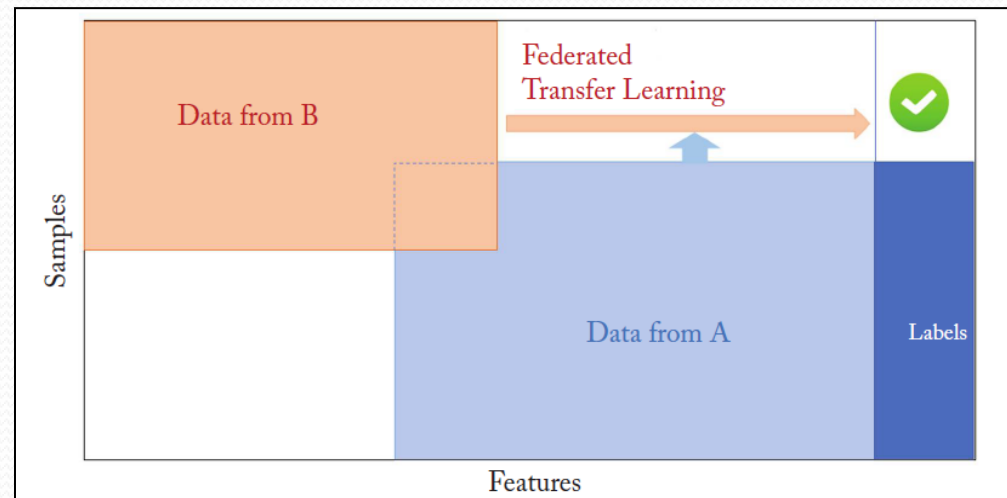 Federated
Transfer Learning
Data from B
Samples
Data from A
Labels
Features